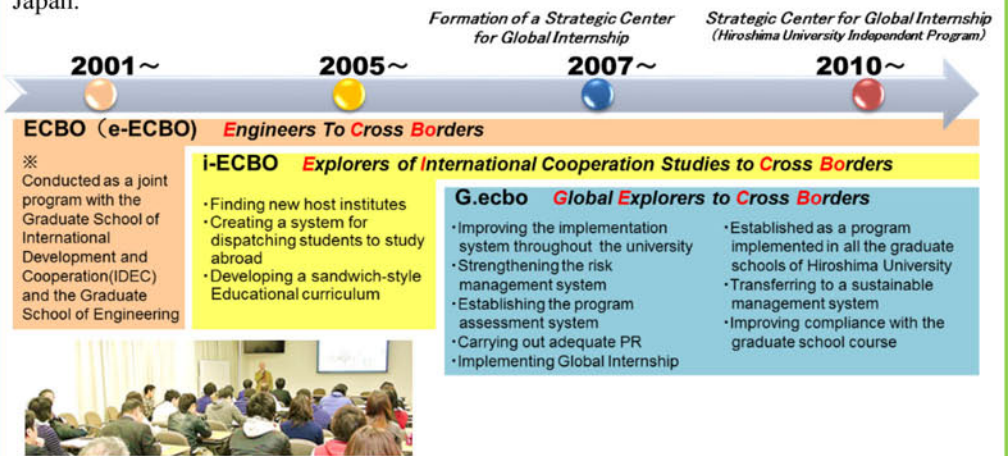 Japan.
Formation of a Strategic Center
for Global Internship
Strategic Center for Global Internship
(Hiroshima University Independent Program)
2001～
2005～
2007～
2010～
ECBO（e-ECBO) Engineers To Cross Borders
※
Conducted as a joint
program with the
Graduate School of
International
Development and
Cooperation(IDEC)
and the Graduate
School of Engineering
i-ECBO Explorers of International Cooperation Studies to Cross Borders
・Finding new host institutes
・Creating a system for
dispatching students to study
abroad
・Developing a sandwich-style
Educational curriculum
G.ecbo Global Explorers to Cross Borders
・Improving the implementation
system throughout the university
・Strengthening the risk
management system
・Establishing the program
assessment system
・Carrying out adequate PR
・Implementing Global Internship
・Established as a program
implemented in all the graduate
schools of Hiroshima University
・Transferring to a sustainable
management system
・Improving compliance with the
graduate school course